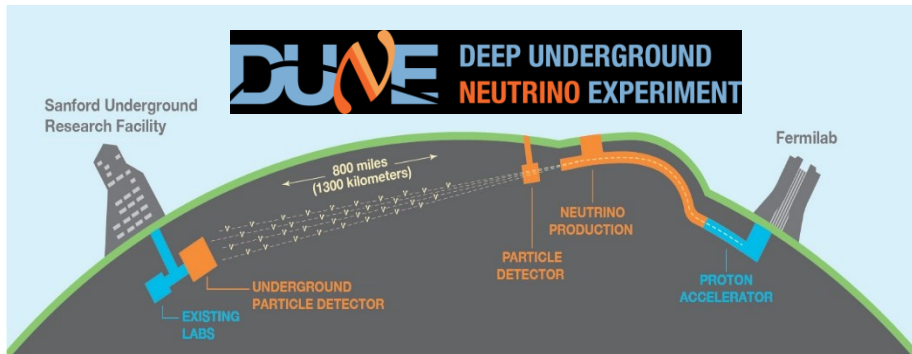 DUNE
DEEP UNDERGROUND
NEUTRINO EXPERIMENT
Sanford Underground
Research Facility
800 miles
(1300 kilometers)
Fermilab
NEUTRINO
PRODUCTION
PARTICLE
DETECTOR
PROTON
ACCELERATOR
UNDERGROUND
PARTICLE DETECTOR
EXISTING
LABS